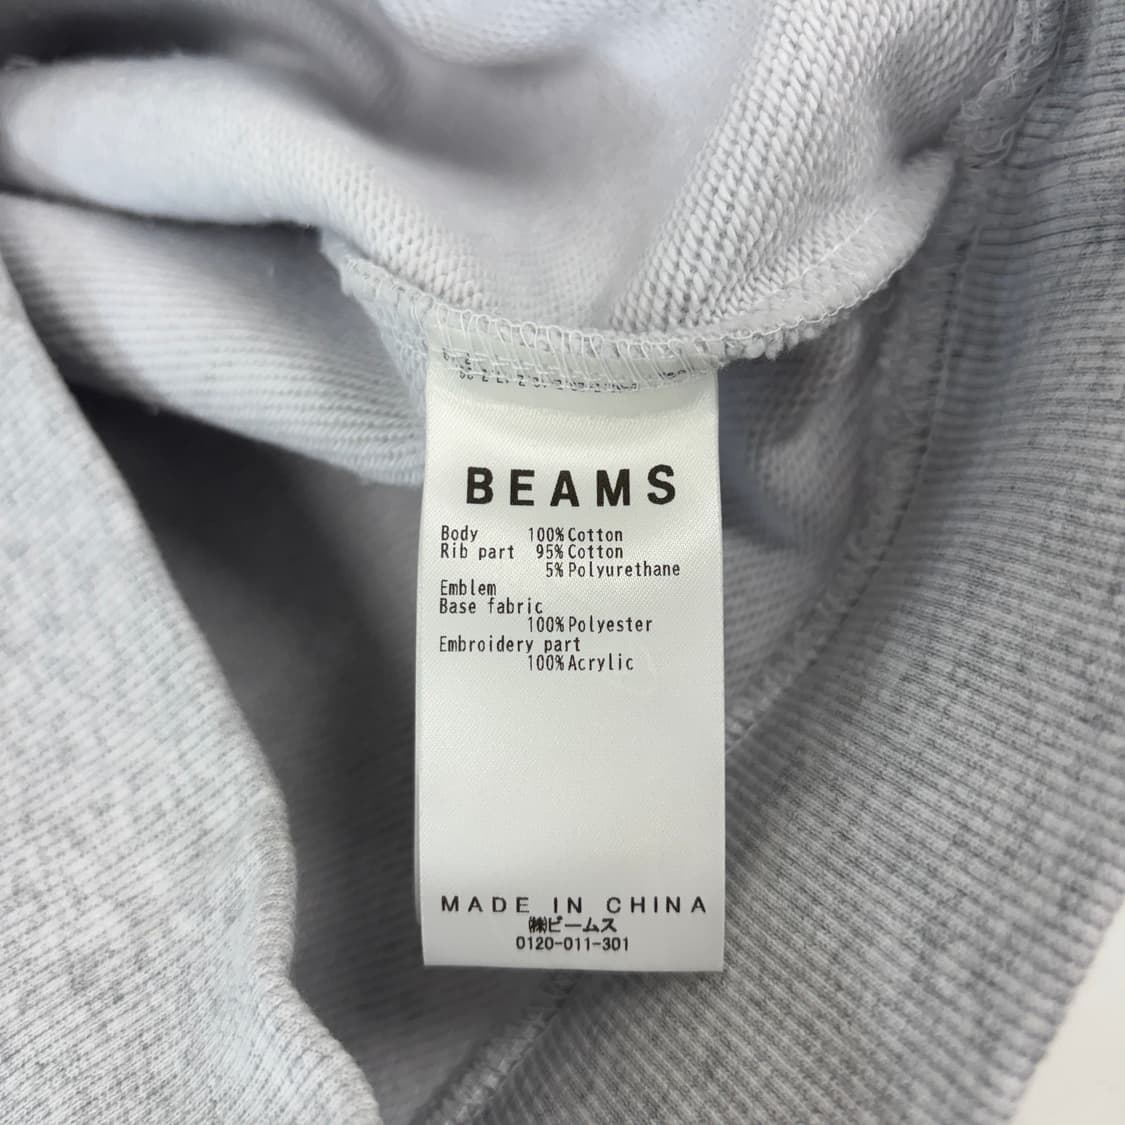 BEAMS
Body 100% Cotton
Rib part 95% Cotton
5% Polyurethane
Emblem
Base fabric
100% Polyester
Embroidery part
100% Acrylic
MADE IN CHINA
㈱ビームス
0120-011-301